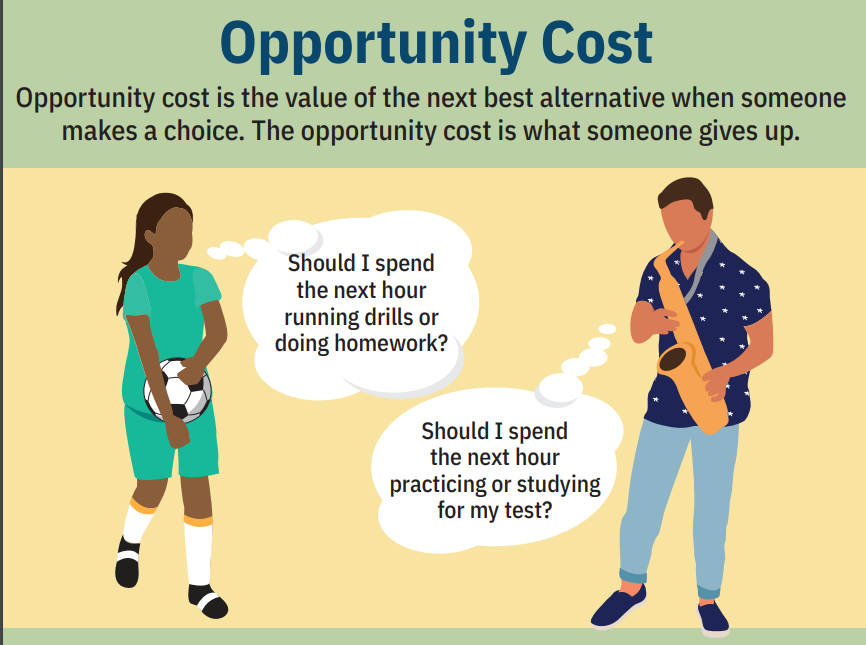 Opportunity Cost
Opportunity cost is the value of the next best alternative when someone
makes a choice. The opportunity cost is what someone gives up.
Should I spend
the next hour
running drills or
doing homework?
Should I spend
the next hour
practicing or studying
for my test?